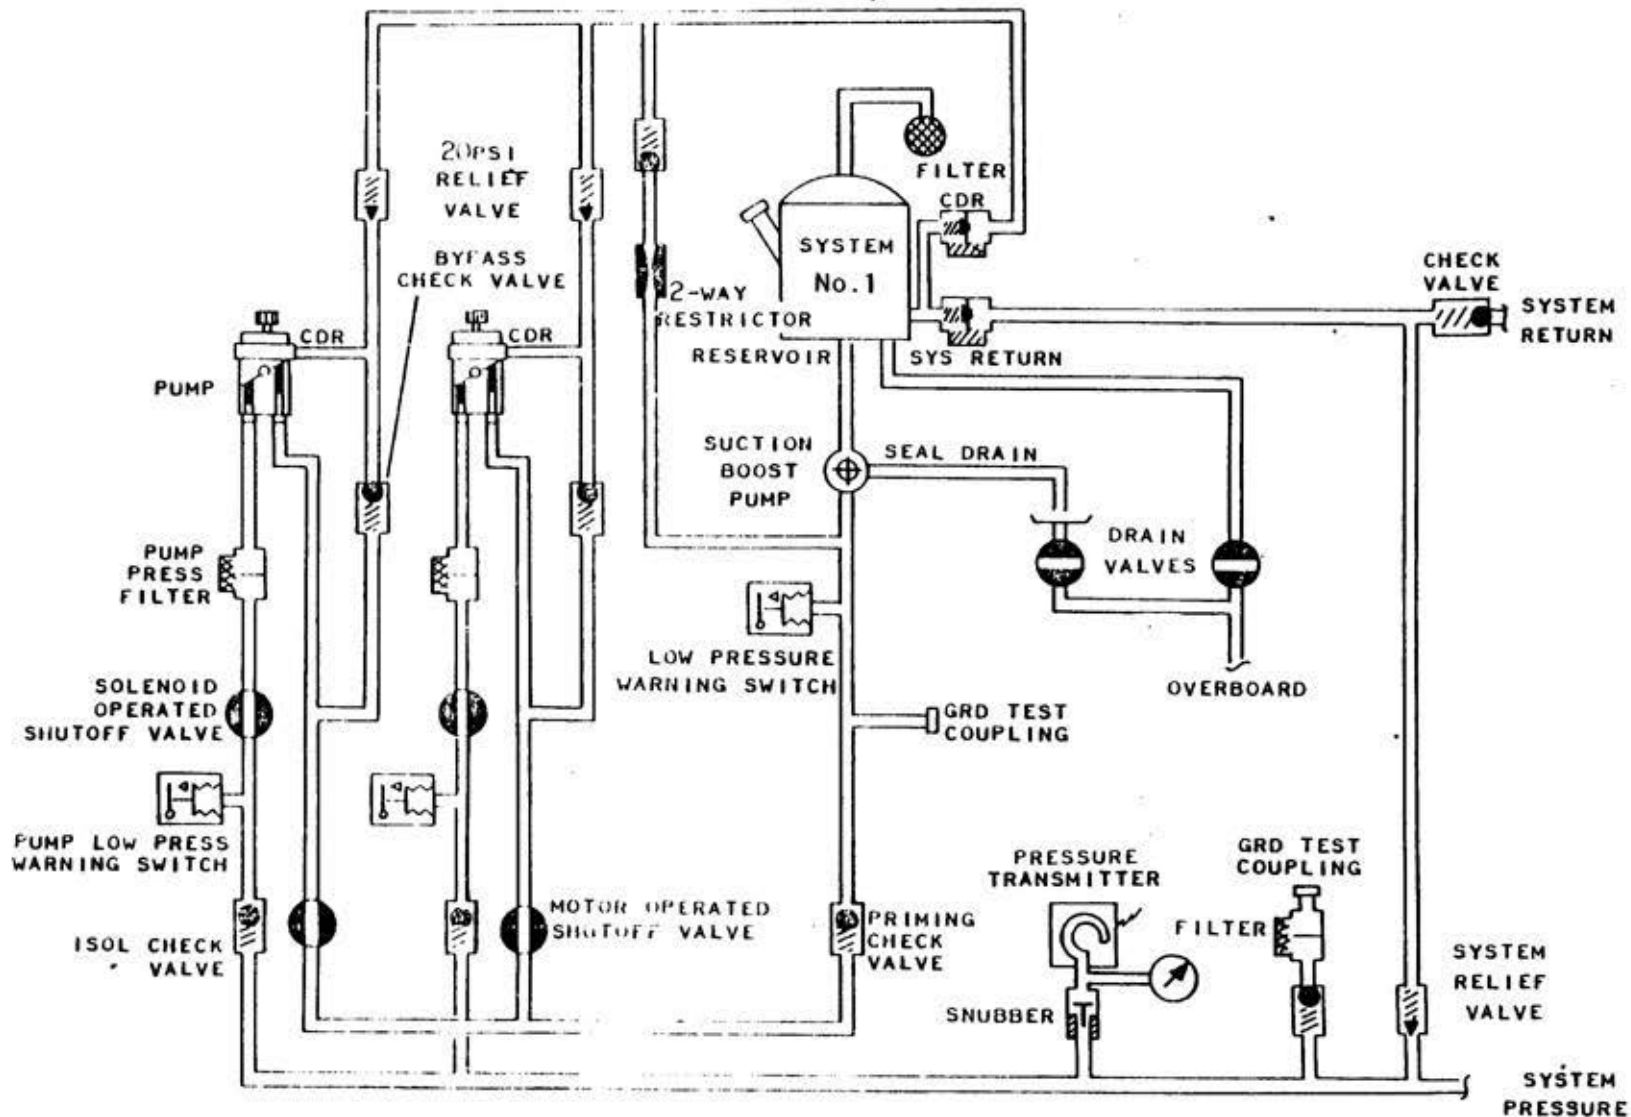 20PSI
RELIEF
VALVE
BYPASS
CHECK VALVE
FILTER
CDR
SYSTEM
No.1
CHECK
VALVE
SYSTEM
RETURN
2-WAY
RESTRICTOR
RESERVOIR
SYS RETURN
CDR
CDR
PUMP
SUCTION
BOOST
PUMP
SEAL DRAIN
DRAIN
VALVES
PUMP
PRESS
FILTER
LOW PRESSURE
WARNING SWITCH
OVERBOARD
SOLENOID
OPERATED
SHUTOFF VALVE
GRD TEST
COUPLING
PUMP LOW PRESS
WARNING SWITCH
PRESSURE
TRANSMITTER
GRD TEST
COUPLING
ISOL CHECK
VALVE
MOTOR OPERATED
SHUTOFF VALVE
PRIMING
CHECK
VALVE
FILTER
SNUBBER
SYSTEM
RELIEF
VALVE
SYSTEM
PRESSURE